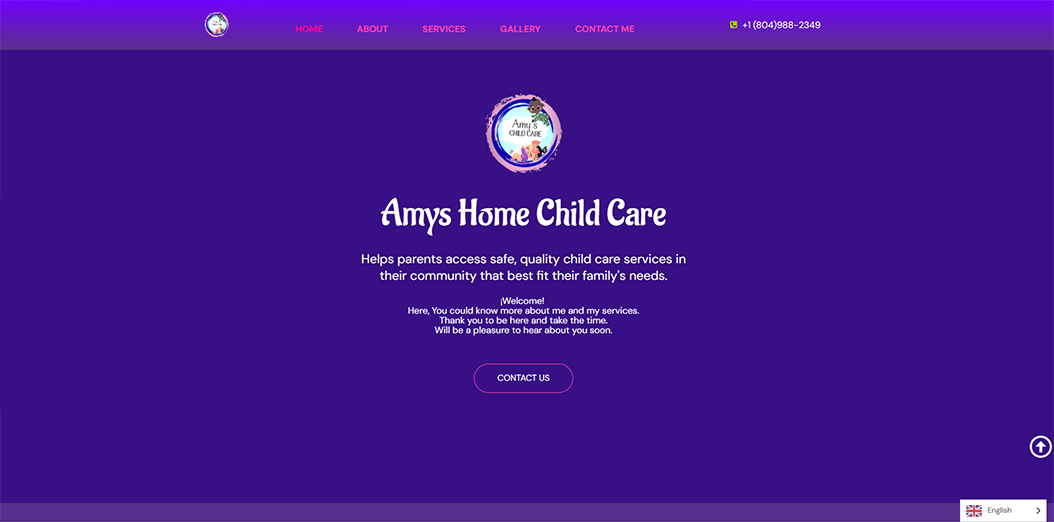 HOME ABOUT SERVICES GALLERY CONTACT ME +1 (804)988-2349
Amy's
CHILD CARE
Amys Home Child Care
Helps parents access safe, quality child care services in
their community that best fit their family's needs.
¡Welcome!
Here, You could know more about me and my services.
Thank you to be here and take the time.
Will be a pleasure to hear about you soon.
CONTACT US
English